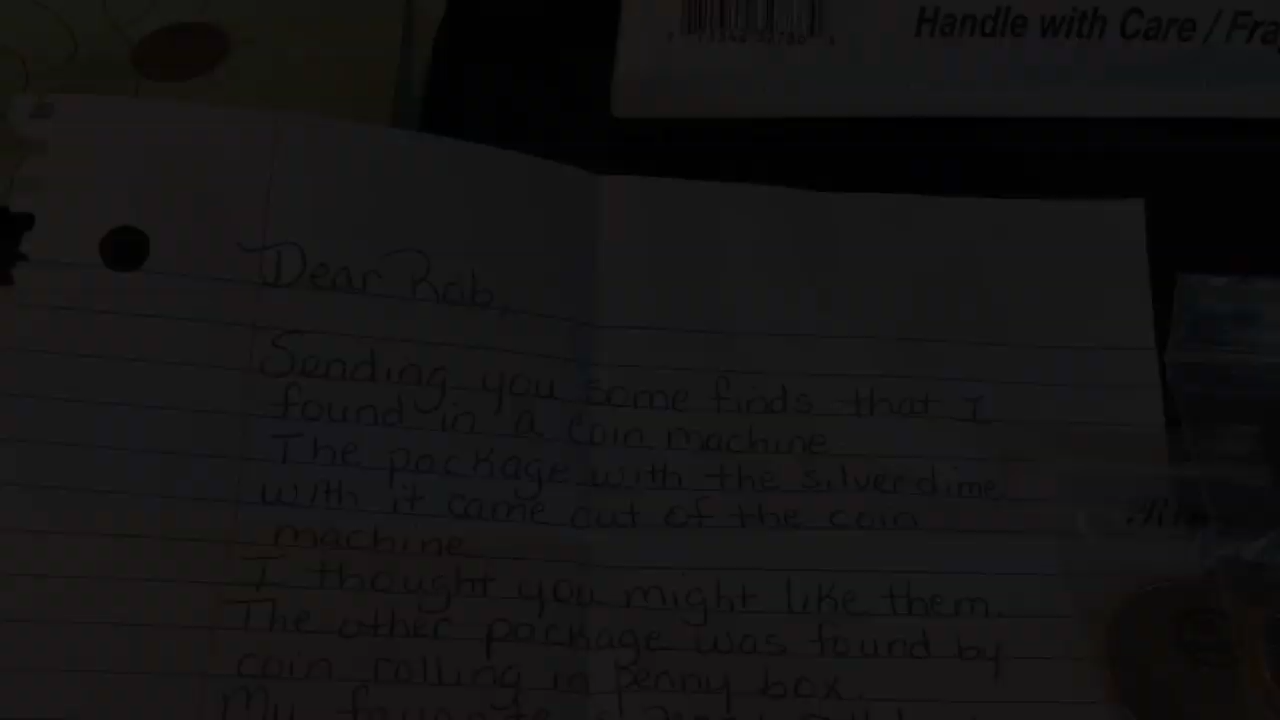 Handle with Care / Fra
Dear Rob,
Sending you some finds that I
found in a coin machine
The package with the silver dime
with it came out of the coin
machine
I thought you might like them.
The other package was found by
coin rolling in penny box.
My favorite